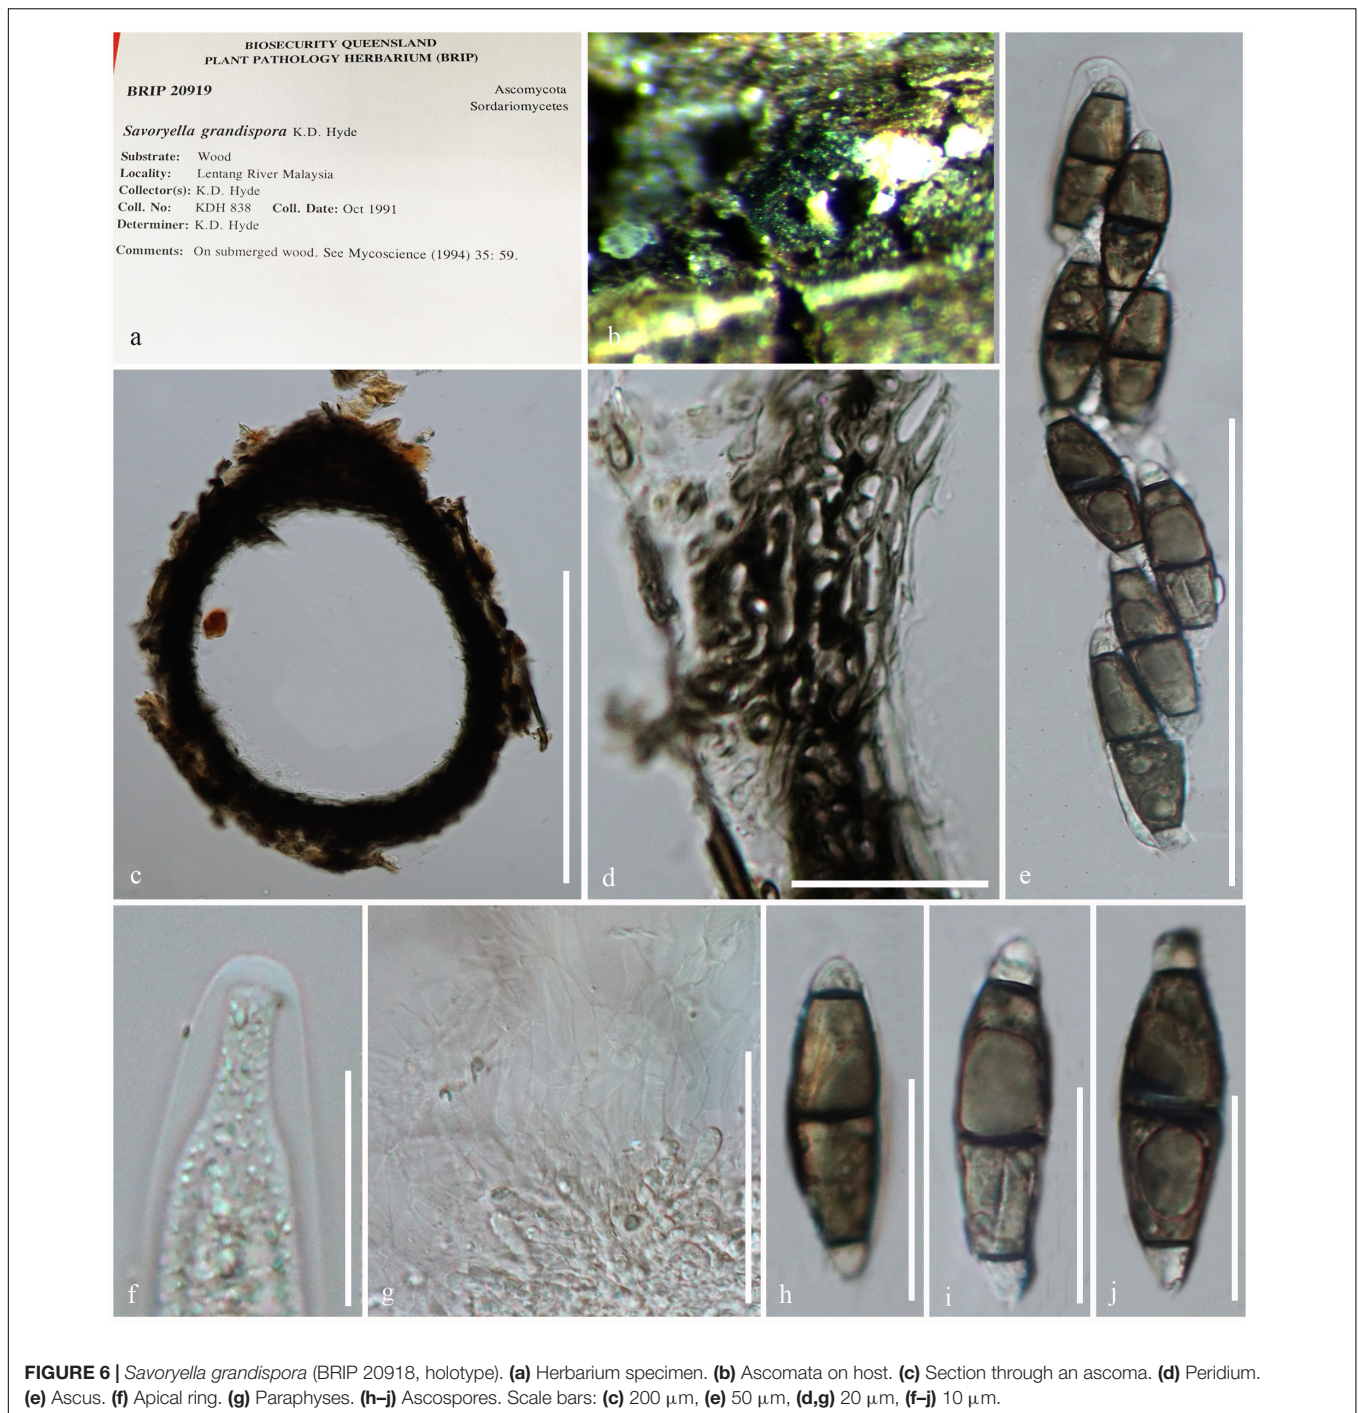 BIOSECURITY QUEENSLAND
PLANT PATHOLOGY HERBARIUM (BRIP)
BRIP 20919
Ascomycota
Sordariomycetes
Savoryella grandispora K.D. Hyde
Substrate: Wood
Locality: Lentang River Malaysia
Collector(s): K.D. Hyde
Coll. No: KDH 838 Coll. Date: Oct 1991
Determiner: K.D. Hyde
Comments: On submerged wood. See Mycoscience (1994) 35: 59.
a
b
c
d
e
f
g
h
i
j
FIGURE 6 | Savoryella grandispora (BRIP 20918, holotype). (a) Herbarium specimen. (b) Ascomata on host. (c) Section through an ascoma. (d) Peridium.
(e) Ascus. (f) Apical ring. (g) Paraphyses. (h–j) Ascospores. Scale bars: (c) 200 μm, (e) 50 μm, (d,g) 20 μm, (f–j) 10 μm.